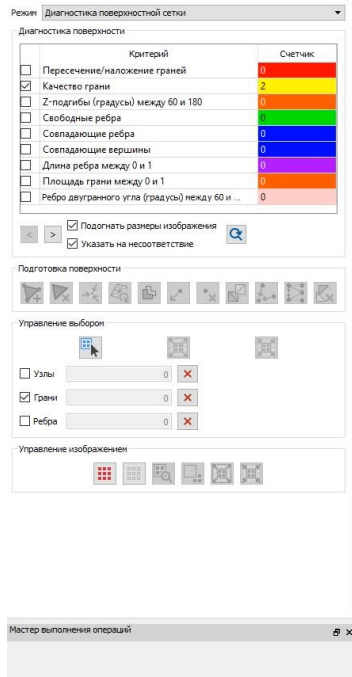 Режим Диагностика поверхностной сетки
Диагностика поверхности
Критерий Счетчик
Пересечение/наложение граней 0
Качество грани 2
Z-подгибы (градусы) между 60 и 180 0
Свободные ребра 0
Совпадающие ребра 0
Совпадающие вершины 0
Длина ребра между 0 и 1 0
Площадь грани между 0 и 1 0
Ребро двугранного угла (градусы) между 60 и ... 0
< > Подогнать размеры изображения
Указать на несоответствие
Подготовка поверхности
Управление выбором
Узлы 0
Грани 0
Ребра 0
Управление изображением
Мастер выполнения операций